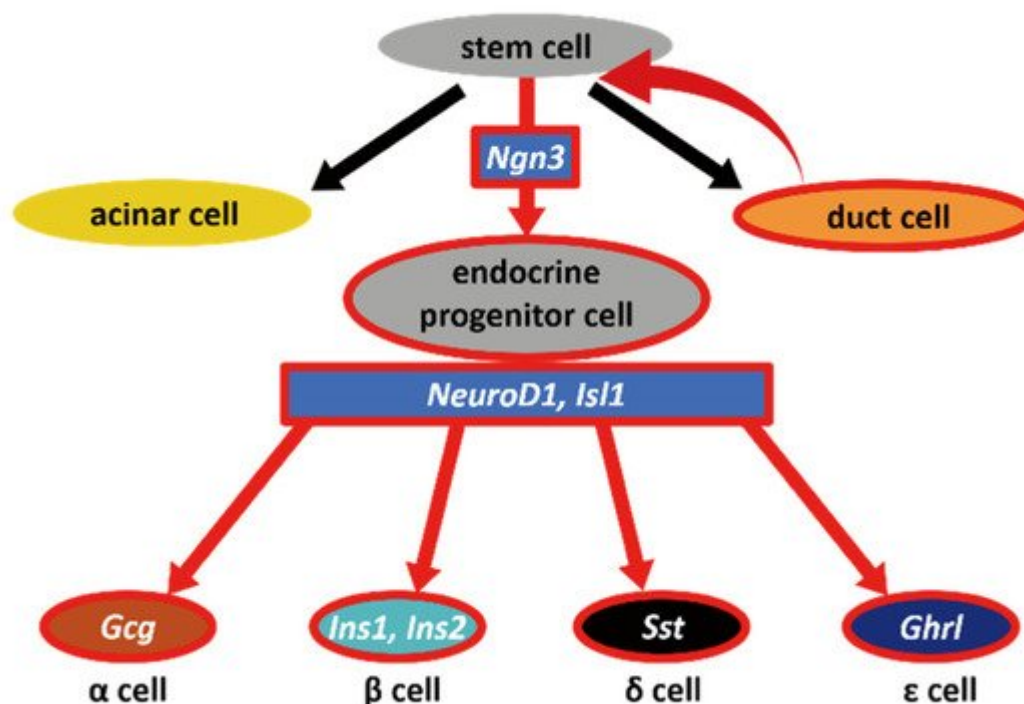 stem cell
Ngn3
acinar cell
duct cell
endocrine
progenitor cell
NeuroD1, Isl1
Gcg
Ins1, Ins2
Sst
Ghrl
α cell
β cell
δ cell
ε cell